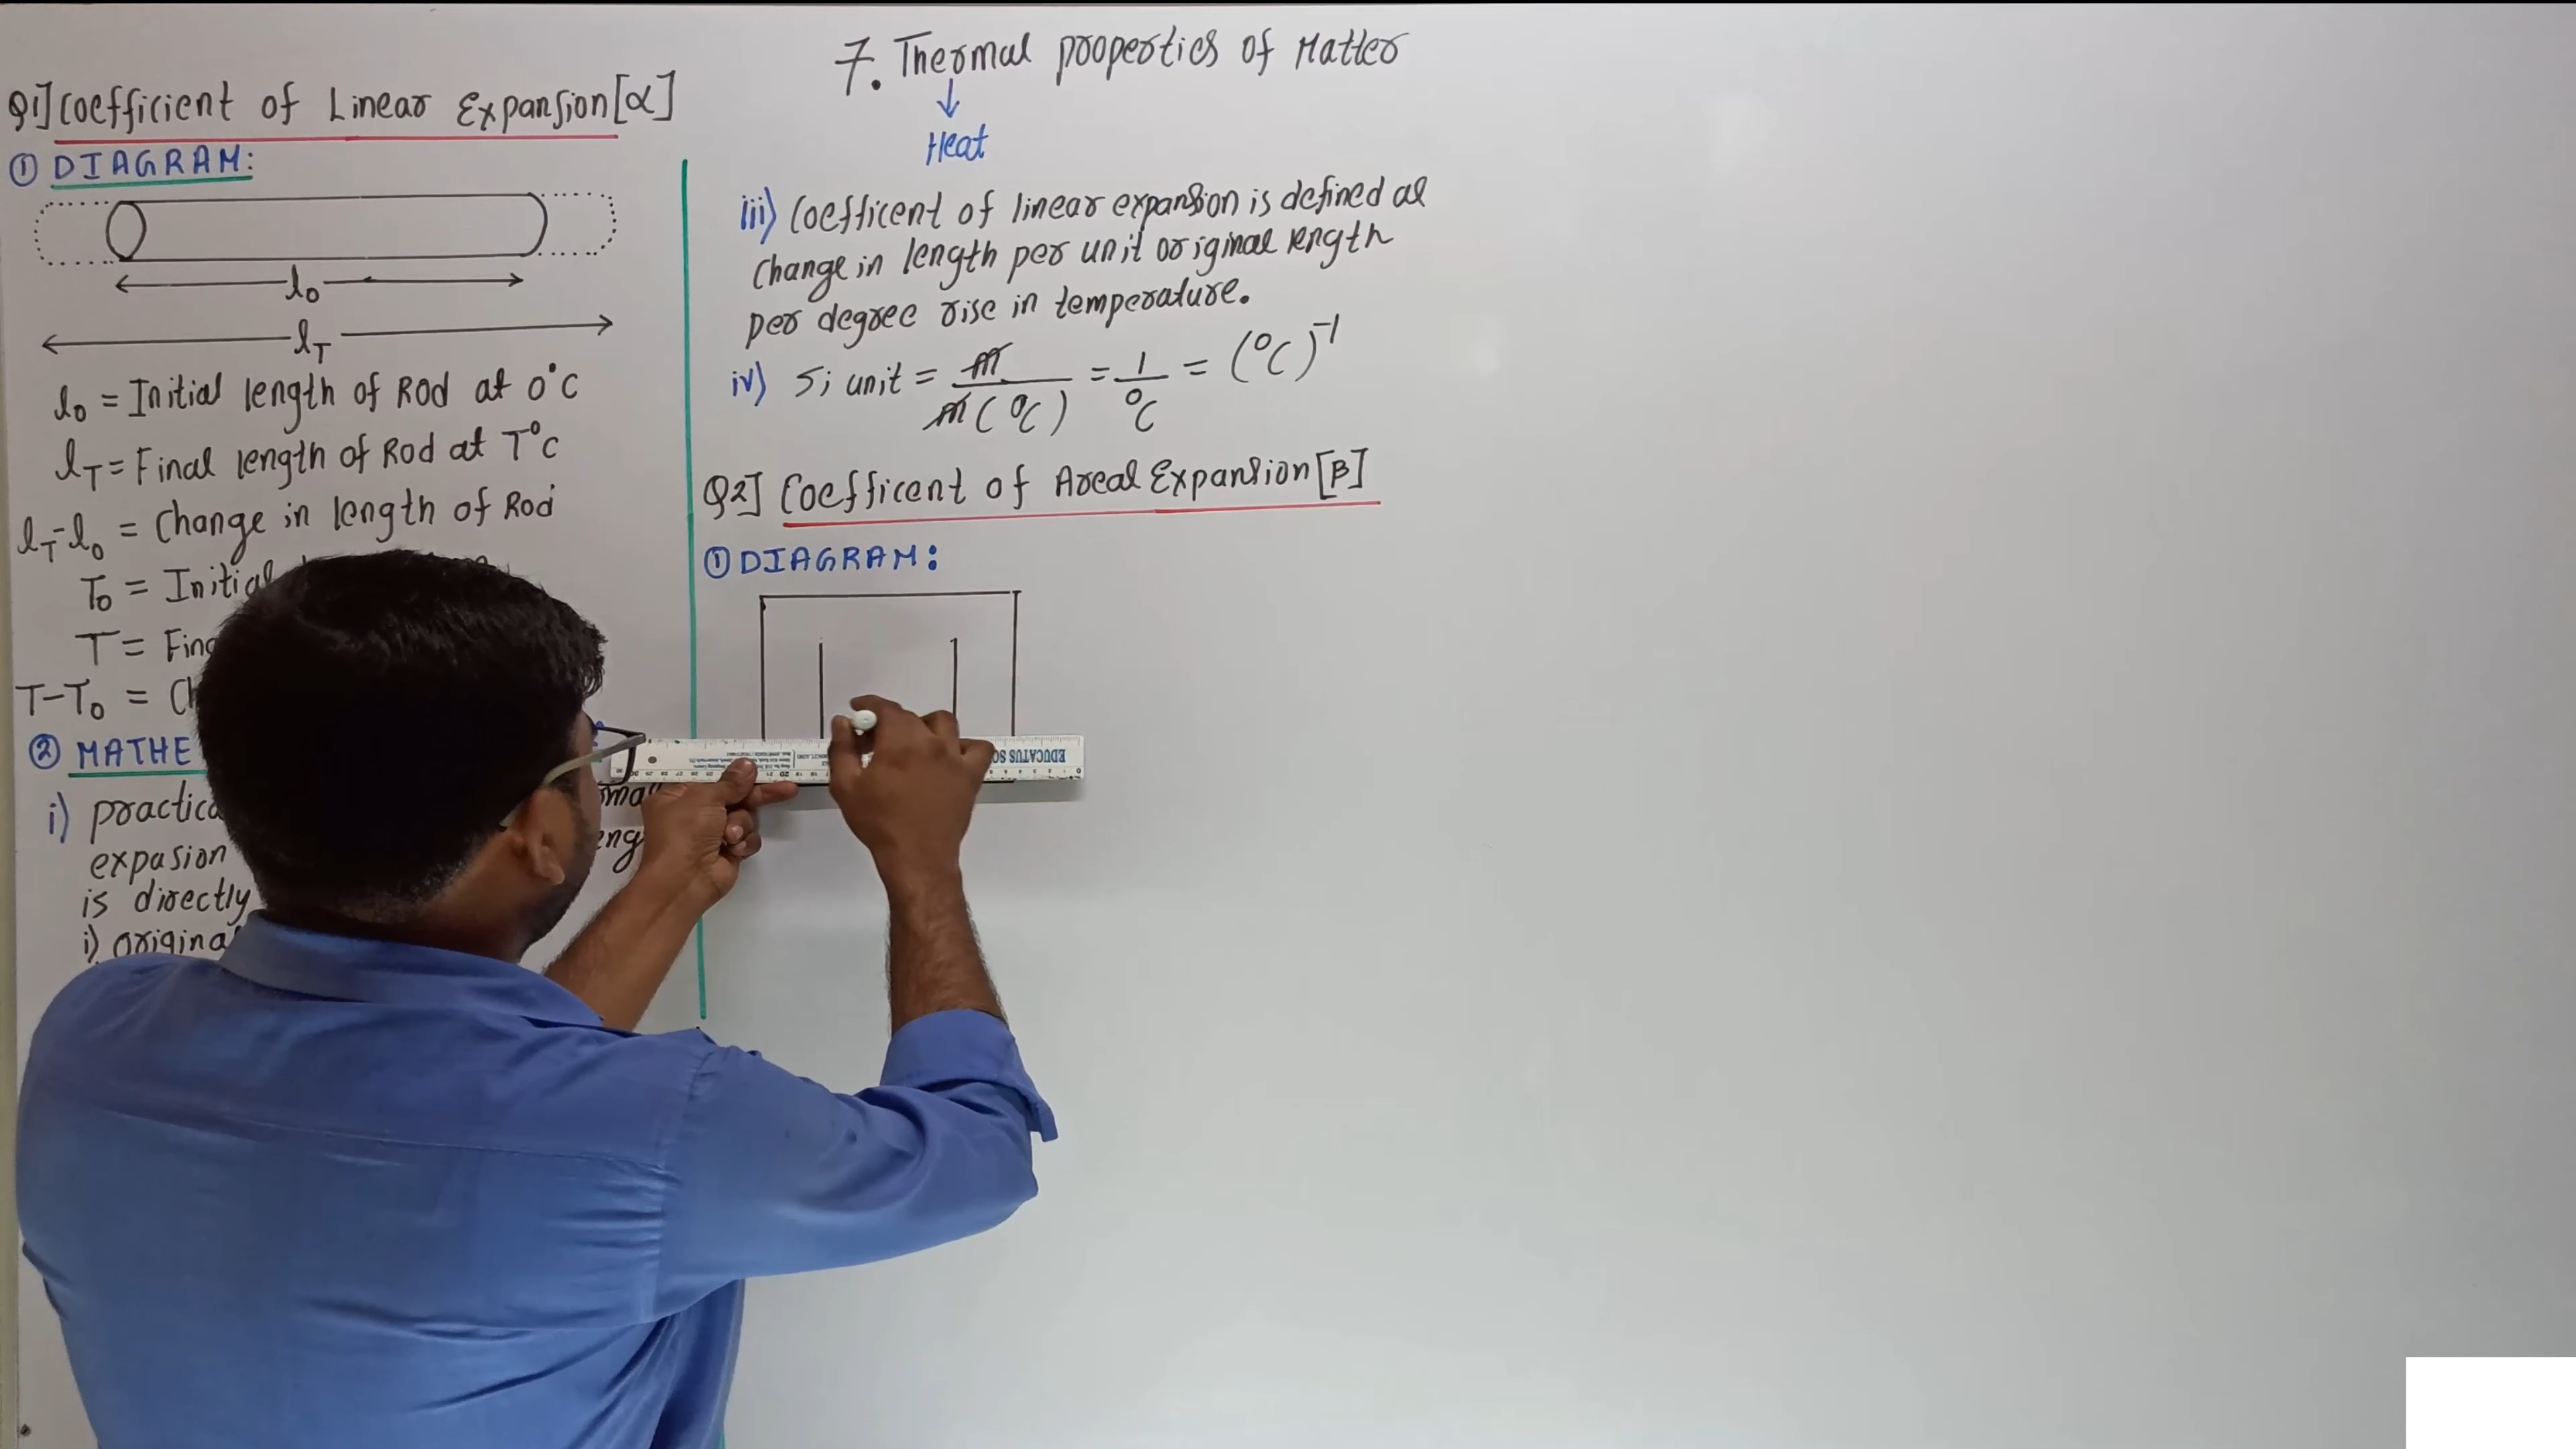 7. Thermal properties of Matter
↓
Heat
Q1] Coefficient of Linear Expansion [α]
① DIAGRAM:
l0
lT
l0 = Initial length of Rod at 0°C
lT = Final length of Rod at T°C
lT-l0 = Change in length of Rod
T0 = Initial
T =
T-T0 =
② MATHE
i) practica
expasion
is directly
i) origina
iii) Coefficent of linear expansion is defined as
Change in length per unit original length
per degree rise in temperature.
iv) Si unit = m / m(°C) = 1/°C = (°C)⁻¹
Q2] Coefficent of Areal Expansion [β]
① DIAGRAM:
EDUCATUS